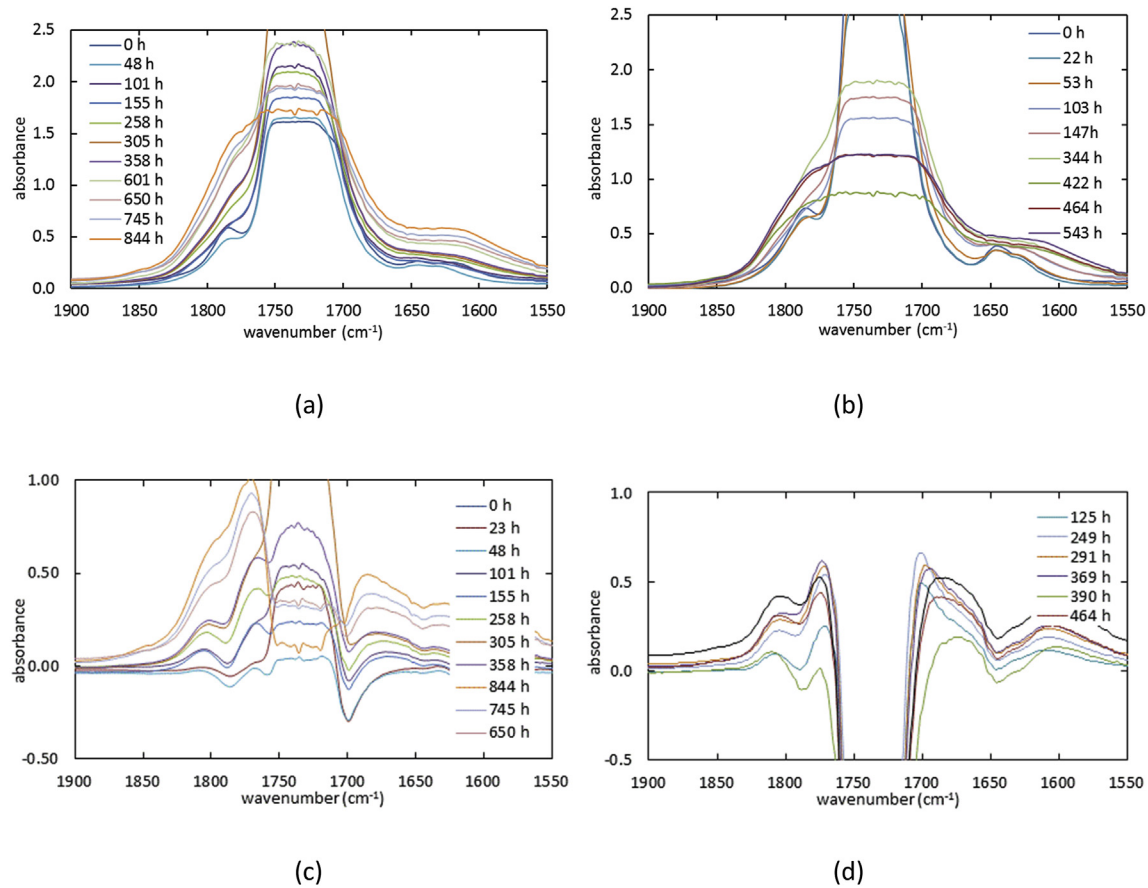 2.5
2.0
1.5
1.0
0.5
0.0
absorbance
0 h
48 h
101 h
155 h
258 h
305 h
358 h
601 h
650 h
745 h
844 h
1900 1850 1800 1750 1700 1650 1600 1550
wavenumber (cm-1)
(a)
2.5
2.0
1.5
1.0
0.5
0.0
absorbance
0 h
22 h
53 h
103 h
147h
344 h
422 h
464 h
543 h
1900 1850 1800 1750 1700 1650 1600 1550
wavenumber (cm-1)
(b)
1.00
0.50
0.00
-0.50
absorbance
0 h
23 h
48 h
101 h
155 h
258 h
305 h
358 h
844 h
745 h
650 h
1900 1850 1800 1750 1700 1650 1600 1550
wavenumber (cm-1)
(c)
1.0
0.5
0.0
-0.5
absorbance
125 h
249 h
291 h
369 h
390 h
464 h
1900 1850 1800 1750 1700 1650 1600 1550
wavenumber (cm-1)
(d)